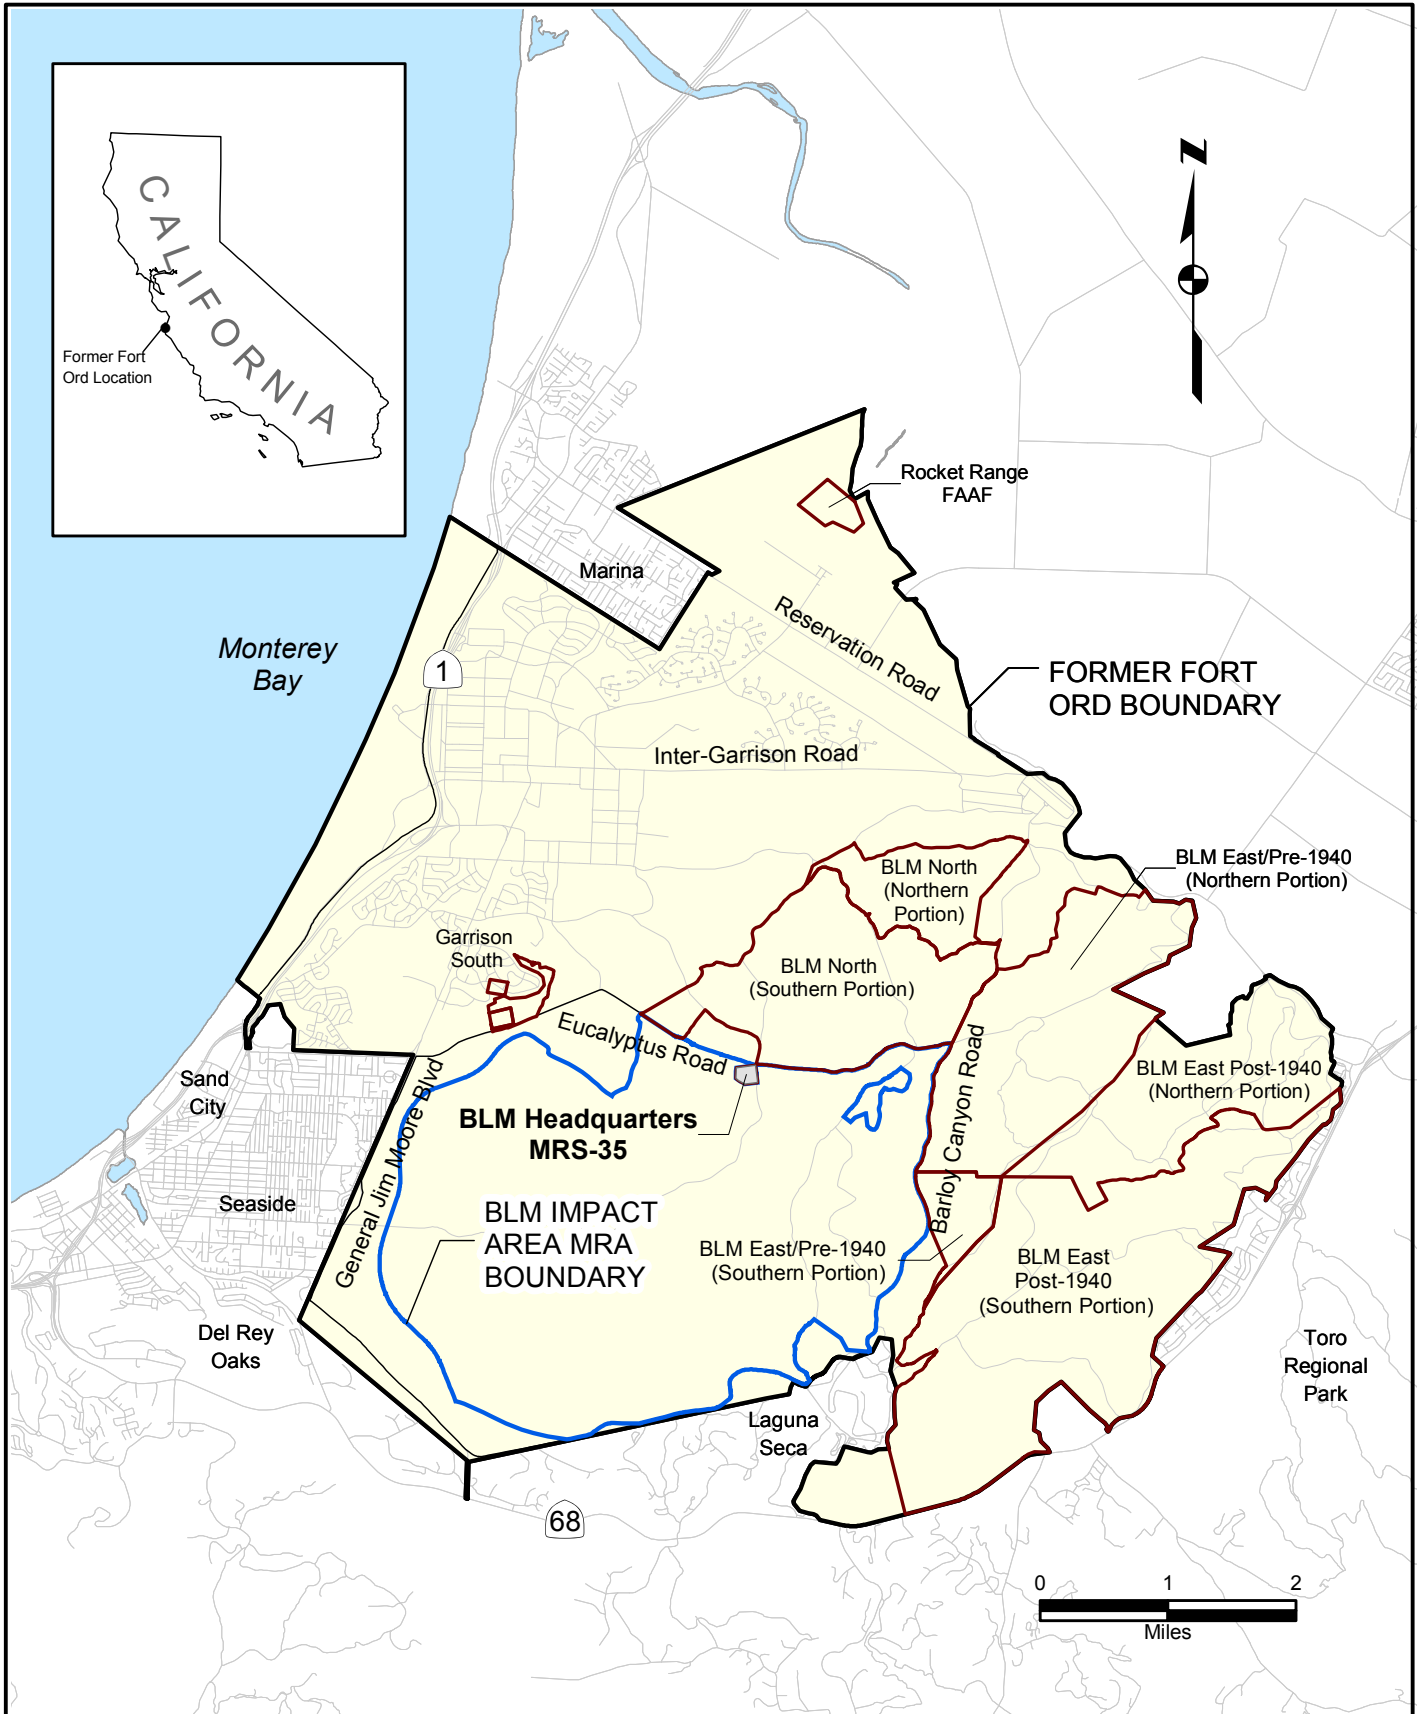 N
CALIFORNIA
Former Fort
Ord Location
Rocket Range
FAAF
Marina
Reservation Road
Monterey
Bay
1
FORMER FORT
ORD BOUNDARY
Inter-Garrison Road
BLM North
(Northern
Portion)
BLM East/Pre-1940
(Northern Portion)
Garrison
South
BLM North
(Southern Portion)
Eucalyptus Road
Barloy Canyon Road
BLM East Post-1940
(Northern Portion)
Sand
City
General Jim Moore Blvd
BLM Headquarters
MRS-35
Seaside
BLM IMPACT
AREA MRA
BOUNDARY
BLM East/Pre-1940
(Southern Portion)
BLM East
Post-1940
(Southern Portion)
Del Rey
Oaks
Toro
Regional
Park
Laguna
Seca
68
0 1 2
Miles